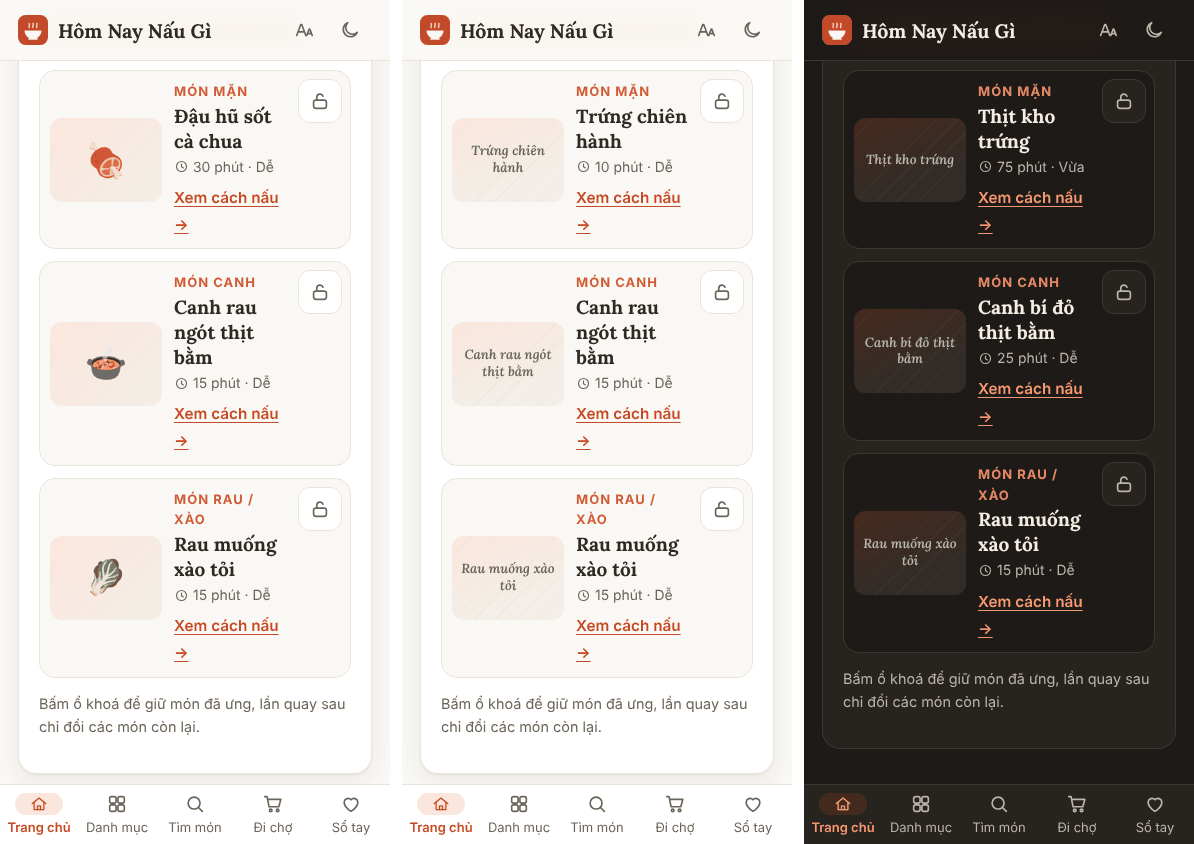 Hôm Nay Nấu Gì
MÓN MẶN
Đậu hũ sốt
cà chua
30 phút · Dễ
Xem cách nấu
→
MÓN CANH
Canh rau
ngót thịt
bằm
15 phút · Dễ
Xem cách nấu
→
MÓN RAU /
XÀO
Rau muống
xào tỏi
15 phút · Dễ
Xem cách nấu
→
Bấm ổ khoá để giữ món đã ưng, lần quay sau
chỉ đổi các món còn lại.
Trang chủ
Danh mục
Tìm món
Đi chợ
Sổ tay
Hôm Nay Nấu Gì
Trứng chiên
hành
MÓN MẶN
Trứng chiên
hành
10 phút · Dễ
Xem cách nấu
→
Canh rau ngót
thịt bằm
MÓN CANH
Canh rau
ngót thịt
bằm
15 phút · Dễ
Xem cách nấu
→
Rau muống xào
tỏi
MÓN RAU /
XÀO
Rau muống
xào tỏi
15 phút · Dễ
Xem cách nấu
→
Bấm ổ khoá để giữ món đã ưng, lần quay sau
chỉ đổi các món còn lại.
Trang chủ
Danh mục
Tìm món
Đi chợ
Sổ tay
Hôm Nay Nấu Gì
Thịt kho trứng
MÓN MẶN
Thịt kho
trứng
75 phút · Vừa
Xem cách nấu
→
Canh bí đỏ thịt
bằm
MÓN CANH
Canh bí đỏ
thịt bằm
25 phút · Dễ
Xem cách nấu
→
Rau muống xào
tỏi
MÓN RAU /
XÀO
Rau muống
xào tỏi
15 phút · Dễ
Xem cách nấu
→
Bấm ổ khoá để giữ món đã ưng, lần quay sau
chỉ đổi các món còn lại.
Trang chủ
Danh mục
Tìm món
Đi chợ
Sổ tay